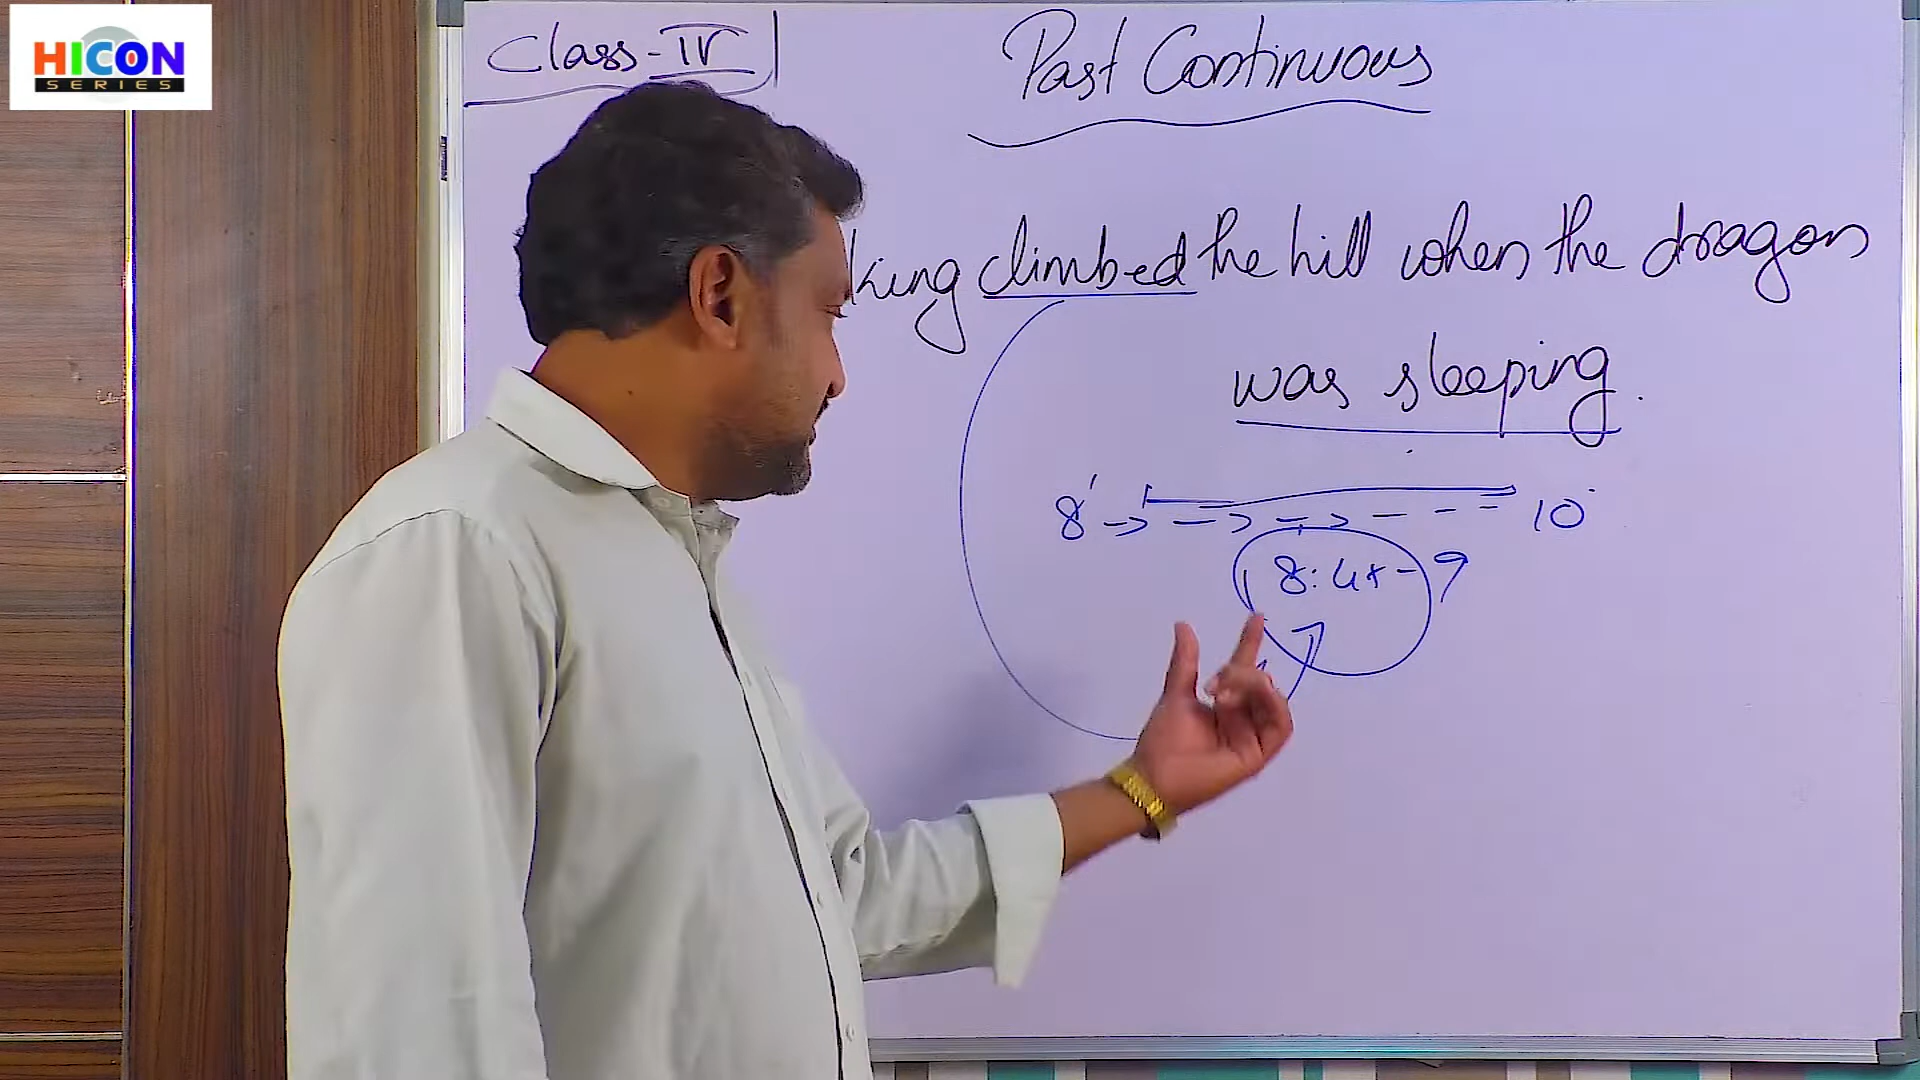 HICON
SERIES
Class-IV
Past Continuous
king climbed the hill when the dragon
was sleeping.
8 → - > - > - - - 10
8:4x - 9